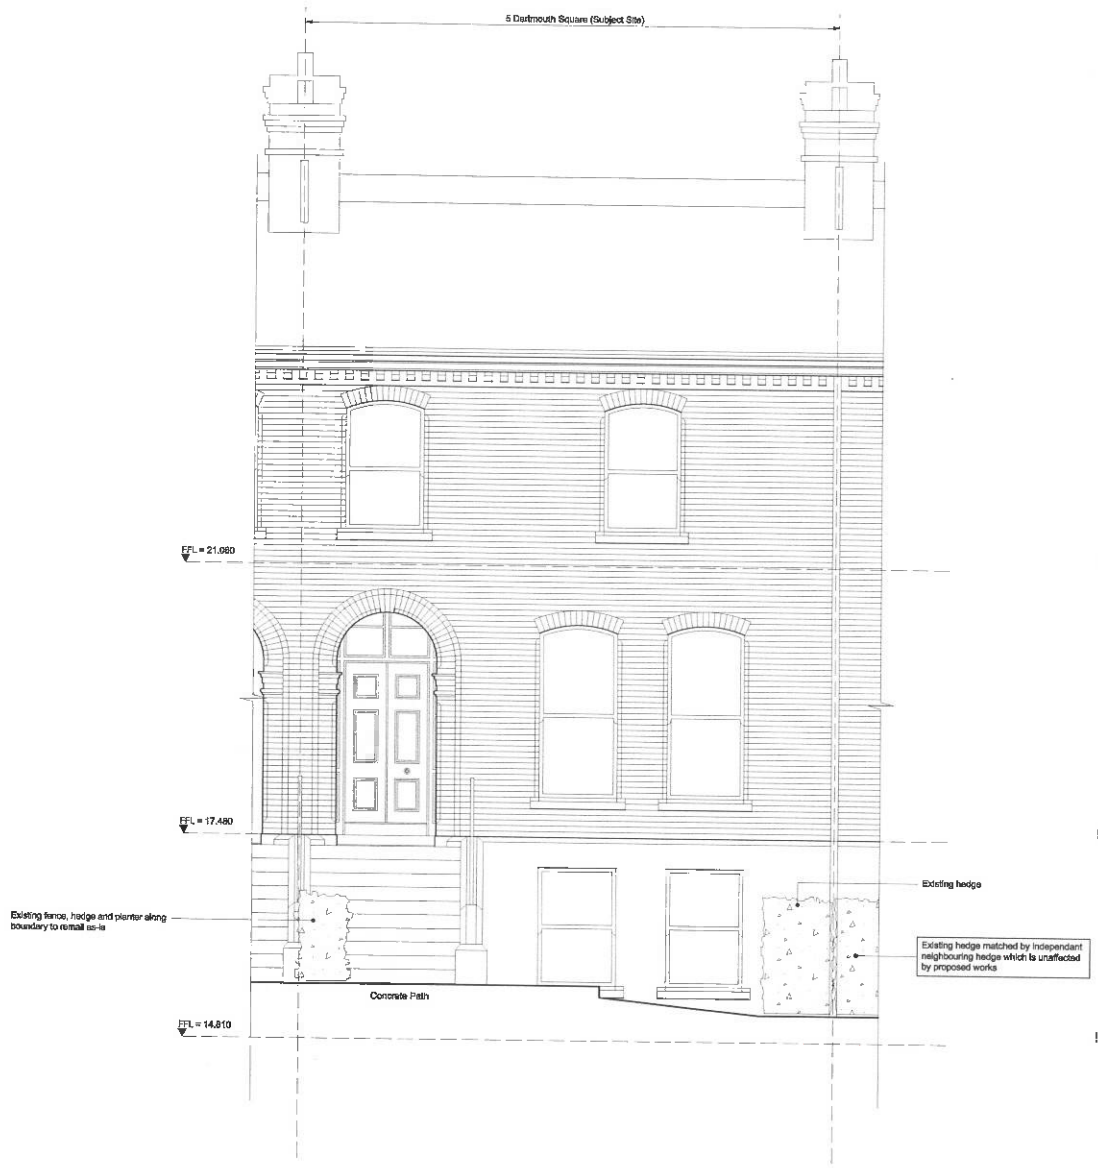 5 Dartmouth Square (Subject Site)
FFL = 21.060
FFL = 17.480
Existing hedge
Existing fence, hedge and planter along
boundary to remail as-is
Existing hedge matched by independant
neighbouring hedge which is unaffected
by proposed works
Concrete Path
FFL = 14.810